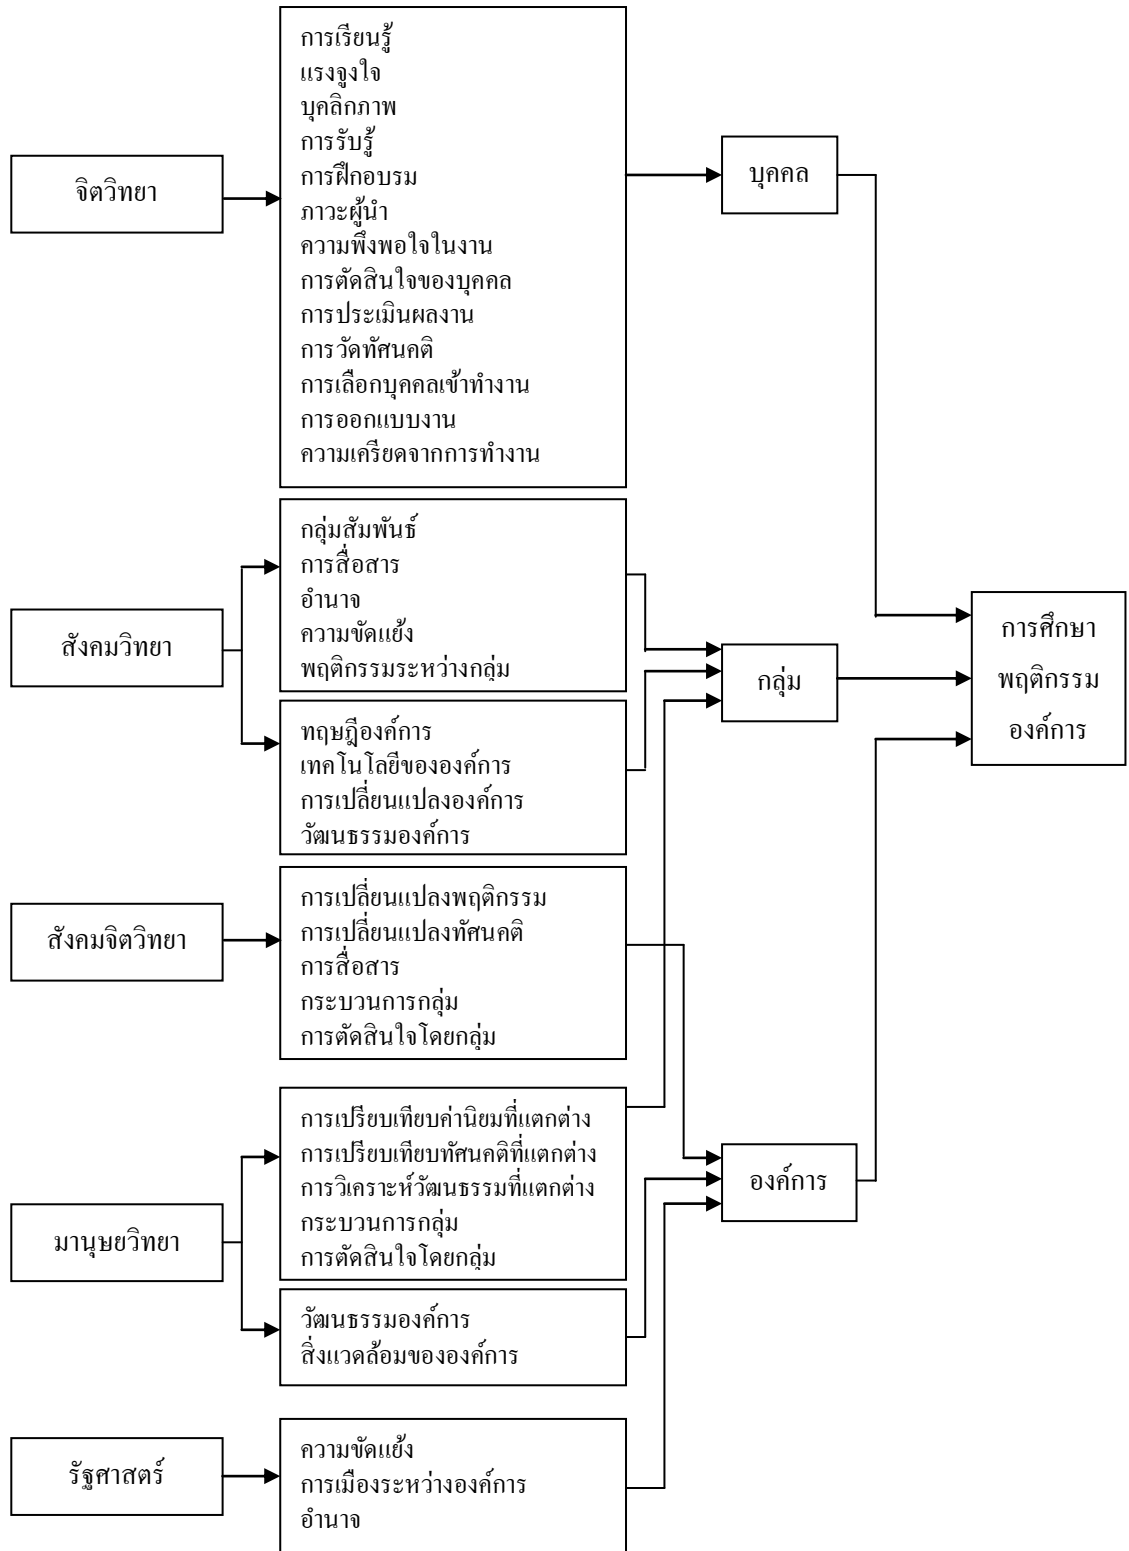 จิตวิทยา
การเรียนรู้
แรงจูงใจ
บุคลิกภาพ
การรับรู้
การฝึกอบรม
ภาวะผู้นำ
ความพึงพอใจในงาน
การตัดสินใจของบุคคล
การประเมินผลงาน
การวัดทัศนคติ
การเลือกบุคคลเข้าทำงาน
การออกแบบงาน
ความเครียดจากการทำงาน
บุคคล
สังคมวิทยา
กลุ่มสัมพันธ์
การสื่อสาร
อำนาจ
ความขัดแย้ง
พฤติกรรมระหว่างกลุ่ม
ทฤษฎีองค์การ
เทคโนโลยีขององค์การ
การเปลี่ยนแปลงองค์การ
วัฒนธรรมองค์การ
กลุ่ม
การศึกษา
พฤติกรรม
องค์การ
สังคมจิตวิทยา
การเปลี่ยนแปลงพฤติกรรม
การเปลี่ยนแปลงทัศนคติ
การสื่อสาร
กระบวนการกลุ่ม
การตัดสินใจโดยกลุ่ม
มานุษยวิทยา
การเปรียบเทียบค่านิยมที่แตกต่าง
การเปรียบเทียบทัศนคติที่แตกต่าง
การวิเคราะห์วัฒนธรรมที่แตกต่าง
กระบวนการกลุ่ม
การตัดสินใจโดยกลุ่ม
วัฒนธรรมองค์การ
สิ่งแวดล้อมขององค์การ
องค์การ
รัฐศาสตร์
ความขัดแย้ง
การเมืองระหว่างองค์การ
อำนาจ